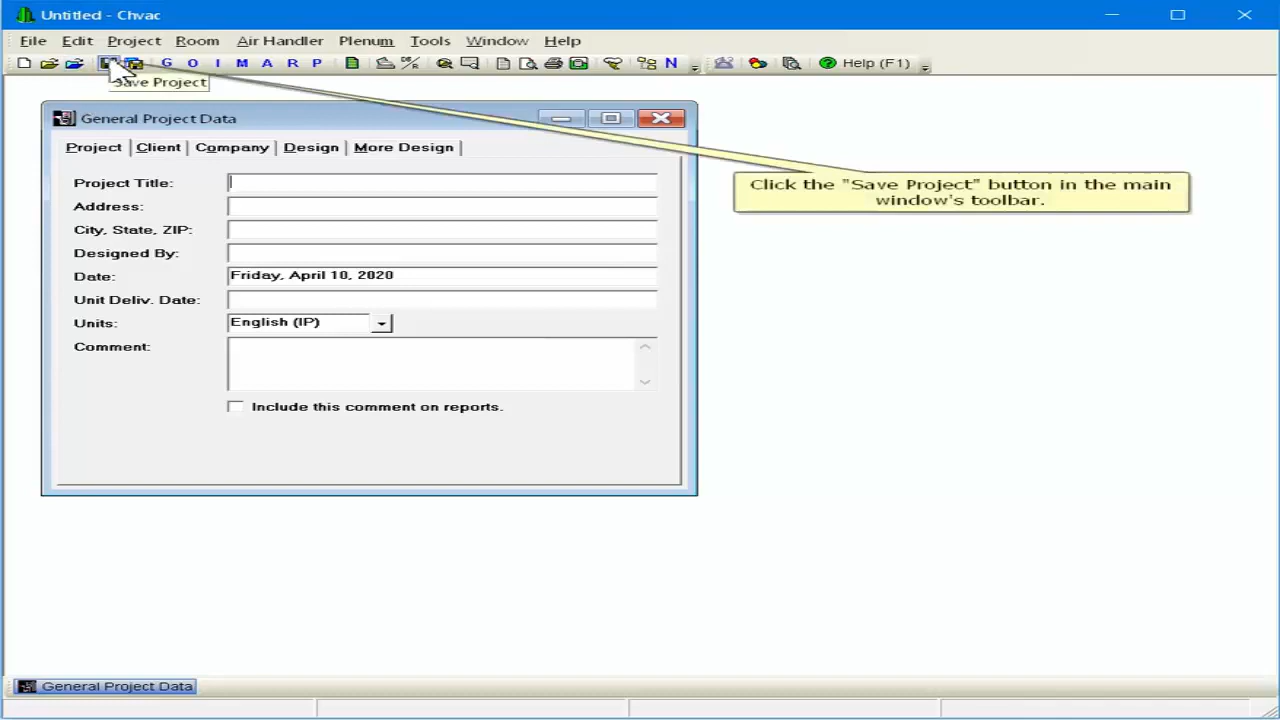 Untitled - Chvac
File Edit Project Room Air Handler Plenum Tools Window Help
G O I M A R P N Help (F1)
Save Project
General Project Data
Project Client Company Design More Design
Click the "Save Project" button in the main
window's toolbar.
Project Title:
Address:
City, State, ZIP:
Designed By:
Date: Friday, April 10, 2020
Unit Deliv. Date:
Units: English (IP)
Comment:
Include this comment on reports.
General Project Data